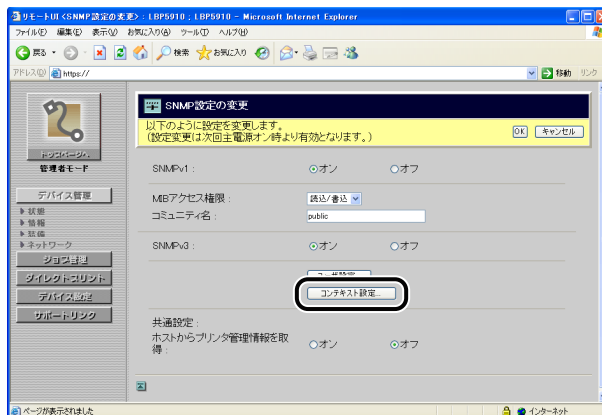 リモートUI <SNMP設定の変更> : LBP5910 ; LBP5910 - Microsoft Internet Explorer
ファイル(F) 編集(E) 表示(V) お気に入り(A) ツール(T) ヘルプ(H)
戻る 検索 お気に入り
アドレス(D) https:// 移動 リンク
SNMP設定の変更
以下のように設定を変更します。
(設定変更は次回主電源オン時より有効となります。)
OK キャンセル
トップページへ
管理者モード
デバイス管理
状態
情報
装備
ネットワーク
ジョブ管理
ダイレクトプリント
デバイス設定
サポートリンク
SNMPv1 : オン オフ
MIBアクセス権限 : 読込/書込
コミュニティ名 : public
SNMPv3 : オン オフ
ユーザ設定...
コンテキスト設定...
共通設定 :
ホストからプリンタ管理情報を取
得 : オン オフ
ページが表示されました インターネット